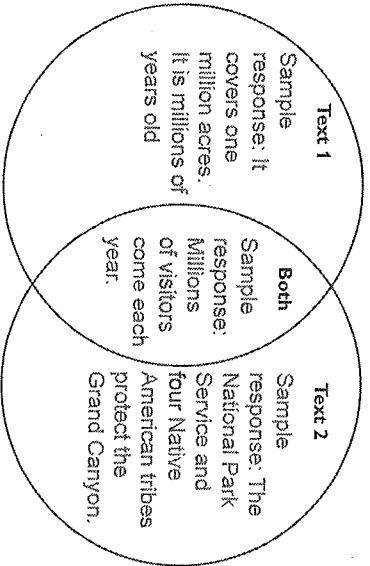 Text 1
Sample
response: It
covers one
million acres.
It is millions of
years old
Both
Sample
response:
Millions
of visitors
come each
year.
Text 2
Sample
response: The
National Park
Service and
four Native
American tribes
protect the
Grand Canyon.